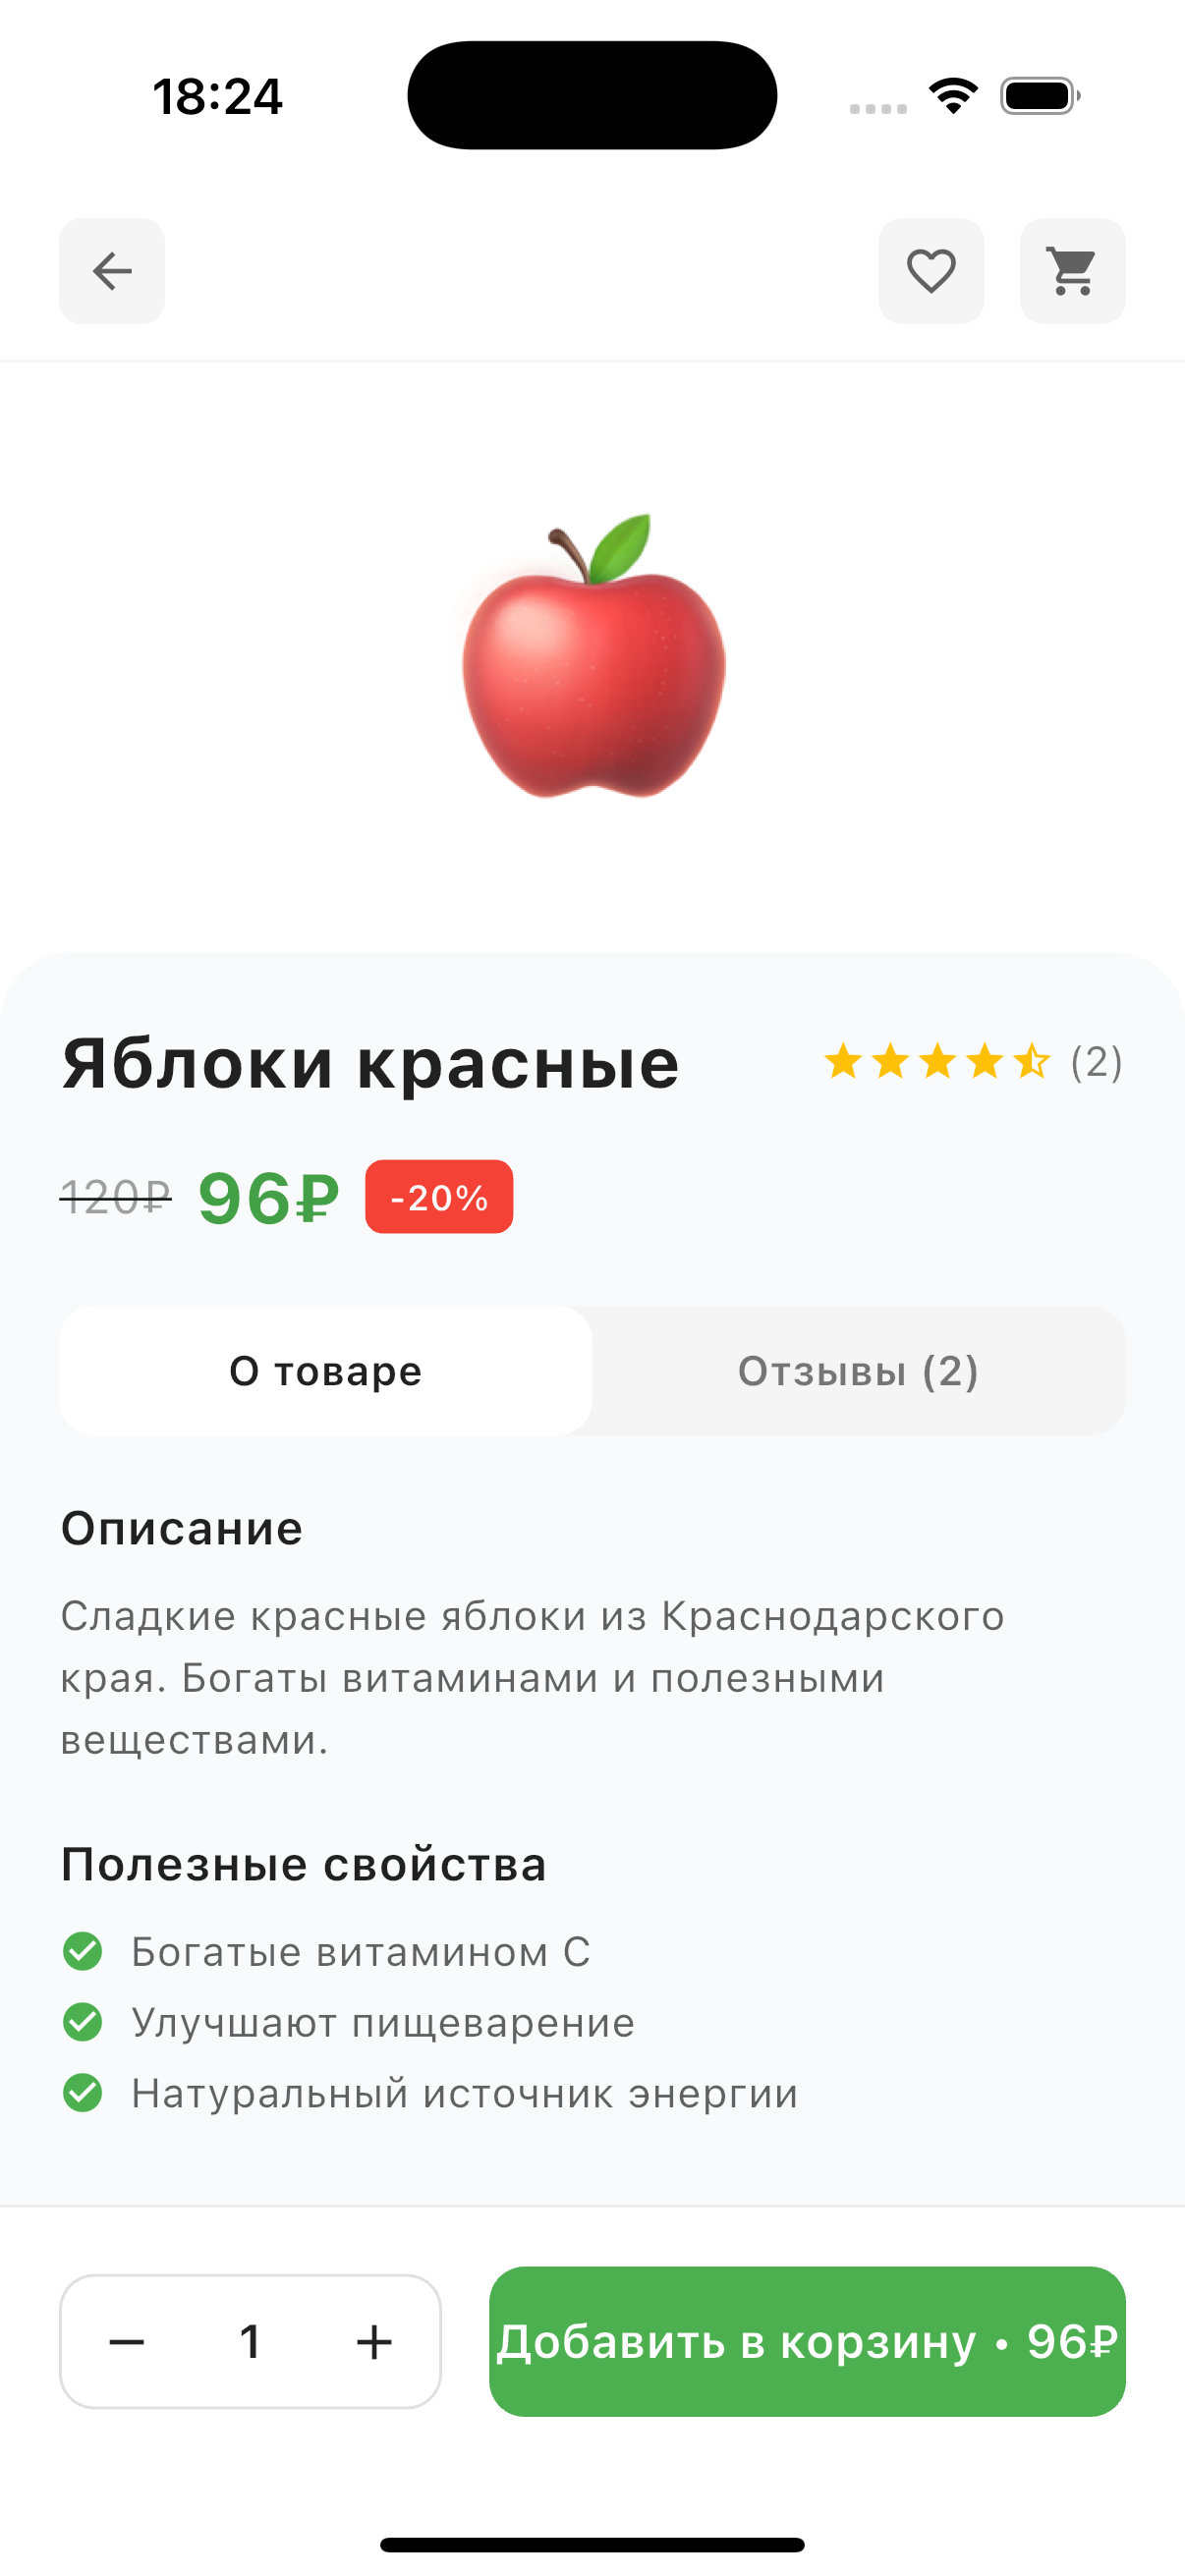 18:24
Яблоки красные (2)
120₽ 96₽ -20%
О товаре Отзывы (2)
Описание
Сладкие красные яблоки из Краснодарского
края. Богаты витаминами и полезными
веществами.
Полезные свойства
Богатые витамином С
Улучшают пищеварение
Натуральный источник энергии
1 Добавить в корзину • 96₽